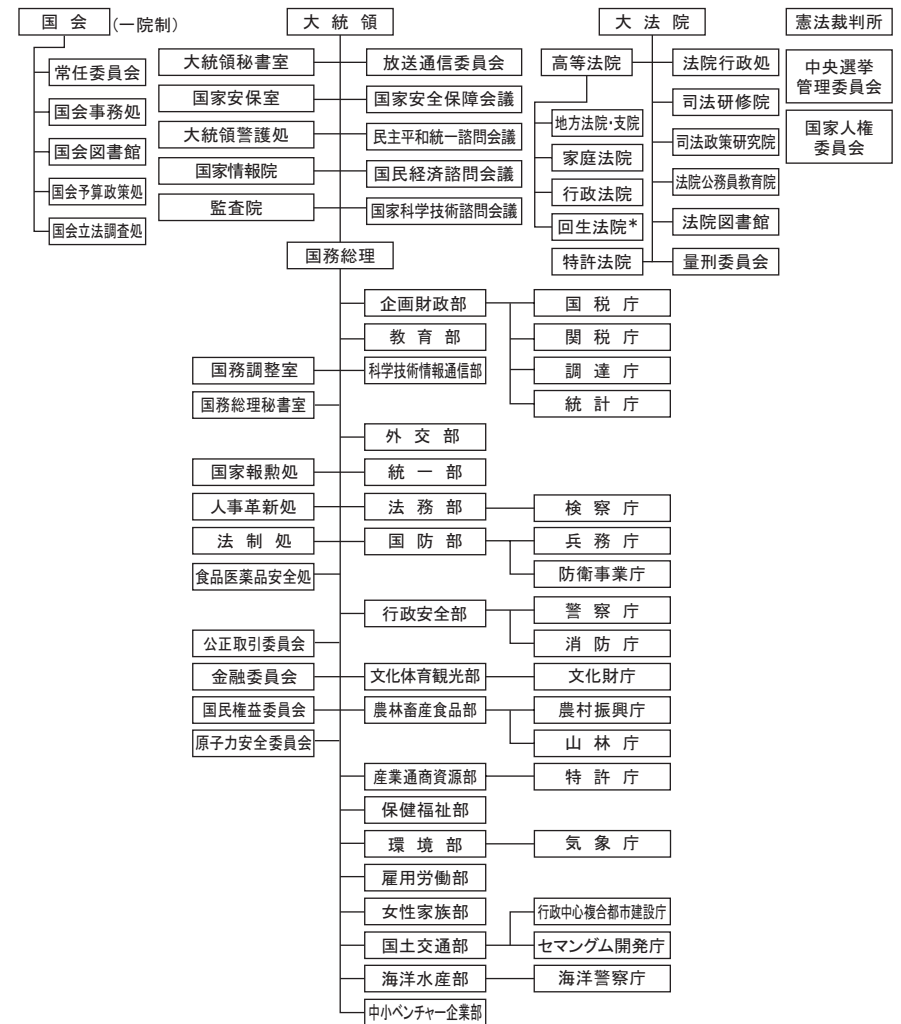 国会
(一院制)
常任委員会
国会事務処
国会図書館
国会予算政策処
国会立法調査処
大統領
大統領秘書室
国家安保室
大統領警護処
国家情報院
監査院
放送通信委員会
国家安全保障会議
民主平和統一諮問会議
国民経済諮問会議
国家科学技術諮問会議
大法院
高等法院
地方法院・支院
家庭法院
行政法院
回生法院*
特許法院
法院行政処
司法研修院
司法政策研究院
法院公務員教育院
法院図書館
量刑委員会
憲法裁判所
中央選挙
管理委員会
国家人権
委員会
国務総理
国務調整室
国務総理秘書室
国家報勲処
人事革新処
法制処
食品医薬品安全処
公正取引委員会
金融委員会
国民権益委員会
原子力安全委員会
企画財政部
国税庁
関税庁
調達庁
統計庁
教育部
科学技術情報通信部
外交部
統一部
法務部
検察庁
国防部
兵務庁
防衛事業庁
行政安全部
警察庁
消防庁
文化体育観光部
文化財庁
農林畜産食品部
農村振興庁
山林庁
産業通商資源部
特許庁
保健福祉部
環境部
気象庁
雇用労働部
女性家族部
国土交通部
行政中心複合都市建設庁
セマングム開発庁
海洋水産部
海洋警察庁
中小ベンチャー企業部